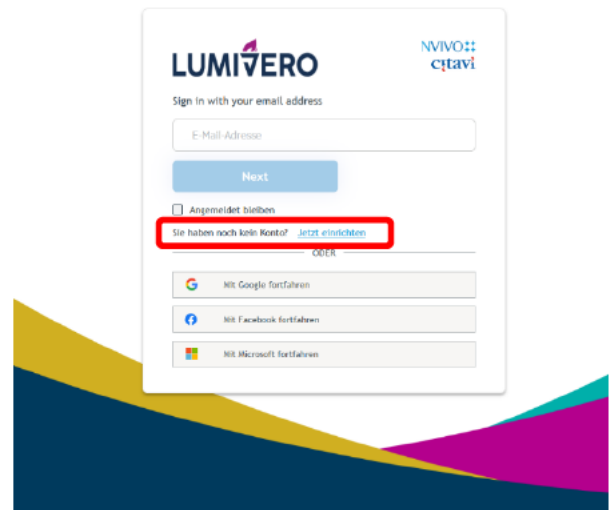 LUMIVERO
NVIVO
citavi
Sign in with your email address
E-Mail-Adresse
Next
Angemeldet bleiben
Sie haben noch kein Konto? Jetzt einrichten
ODER
Mit Google fortfahren
Mit Facebook fortfahren
Mit Microsoft fortfahren